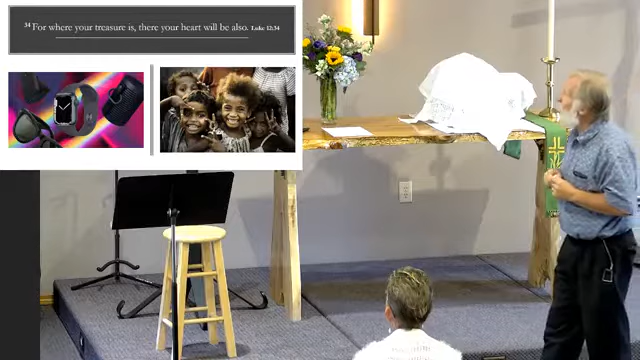 ³⁴ For where your treasure is, there your heart will be also. Luke 12:34